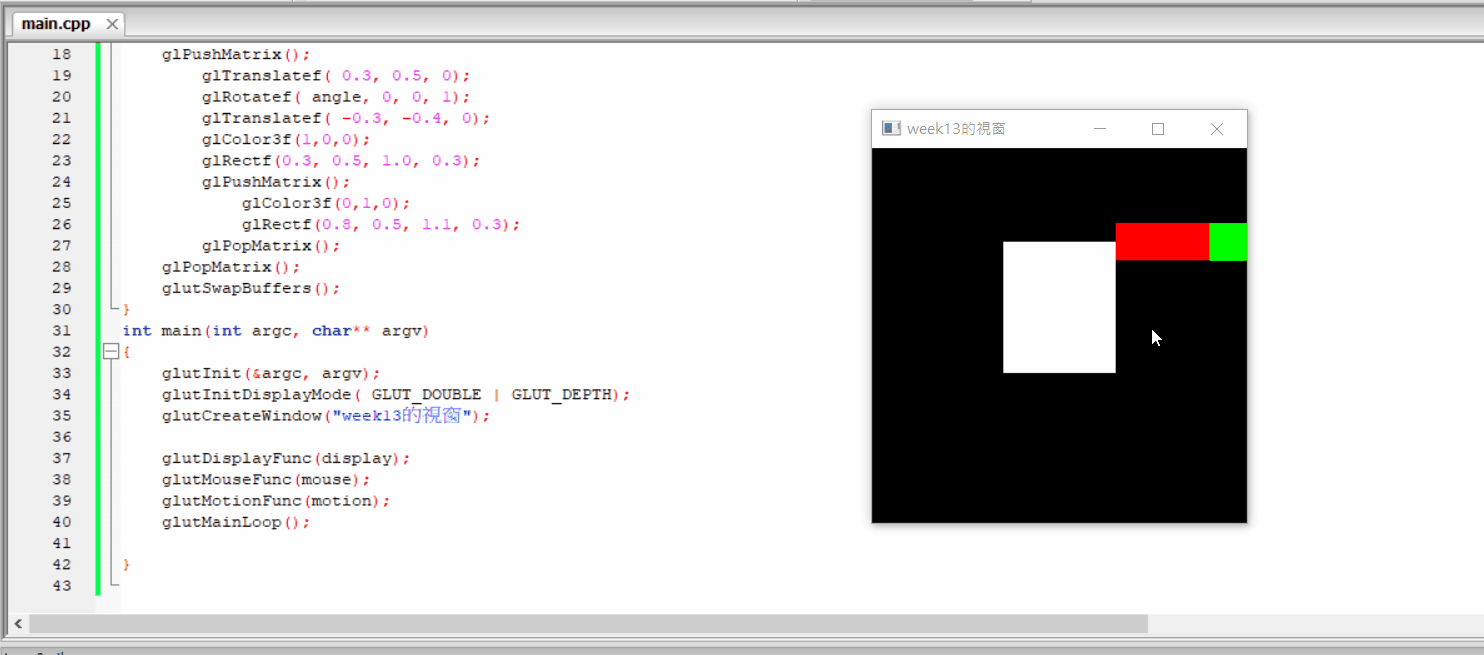 main.cpp
18 glPushMatrix();
19 glTranslatef( 0.3, 0.5, 0);
20 glRotatef( angle, 0, 0, 1);
21 glTranslatef( -0.3, -0.4, 0);
22 glColor3f(1,0,0);
23 glRectf(0.3, 0.5, 1.0, 0.3);
24 glPushMatrix();
25 glColor3f(0,1,0);
26 glRectf(0.8, 0.5, 1.1, 0.3);
27 glPopMatrix();
28 glPopMatrix();
29 glutSwapBuffers();
30 }
31 int main(int argc, char** argv)
32 {
33 glutInit(&argc, argv);
34 glutInitDisplayMode( GLUT_DOUBLE | GLUT_DEPTH);
35 glutCreateWindow("week13的視窗");
36
37 glutDisplayFunc(display);
38 glutMouseFunc(mouse);
39 glutMotionFunc(motion);
40 glutMainLoop();
41
42 }
43
week13的視窗